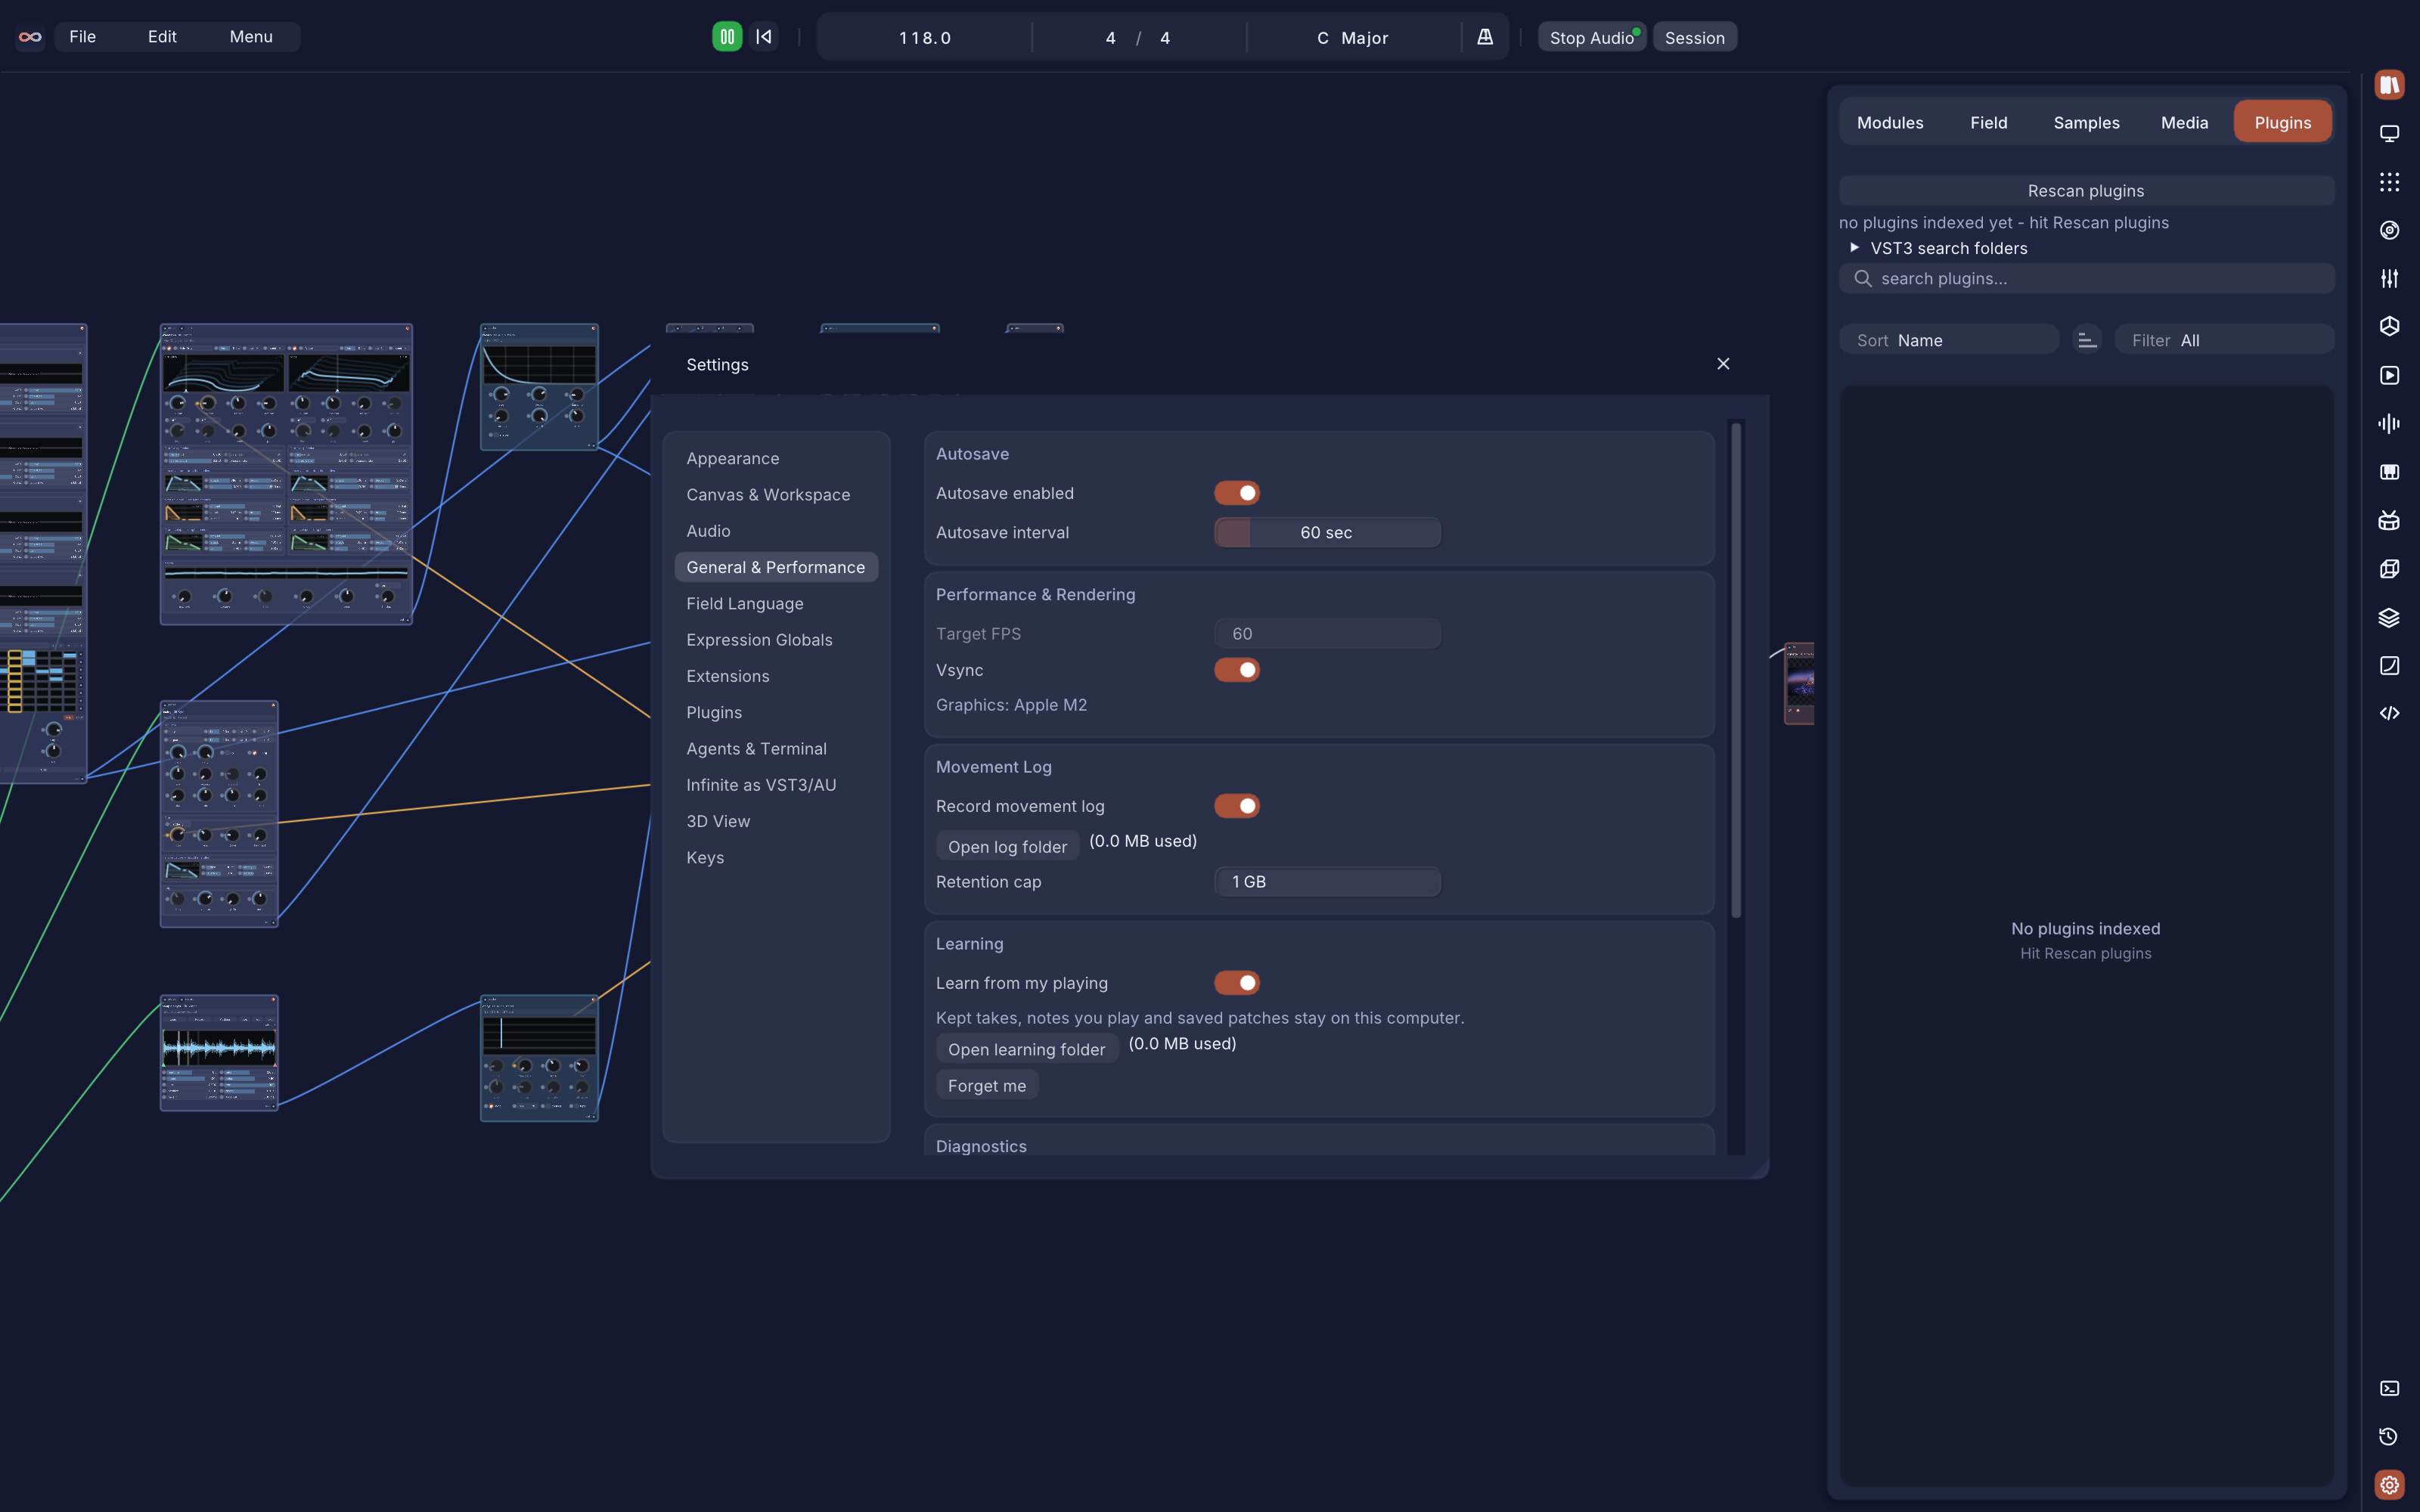 File Edit Menu
118.0 4 / 4 C Major Stop Audio Session
Modules Field Samples Media Plugins
Rescan plugins
no plugins indexed yet - hit Rescan plugins
VST3 search folders
search plugins...
Sort Name Filter All
No plugins indexed
Hit Rescan plugins
Settings
Appearance
Canvas & Workspace
Audio
General & Performance
Field Language
Expression Globals
Extensions
Plugins
Agents & Terminal
Infinite as VST3/AU
3D View
Keys
Autosave
Autosave enabled
Autosave interval 60 sec
Performance & Rendering
Target FPS 60
Vsync
Graphics: Apple M2
Movement Log
Record movement log
Open log folder (0.0 MB used)
Retention cap 1 GB
Learning
Learn from my playing
Kept takes, notes you play and saved patches stay on this computer.
Open learning folder (0.0 MB used)
Forget me
Diagnostics